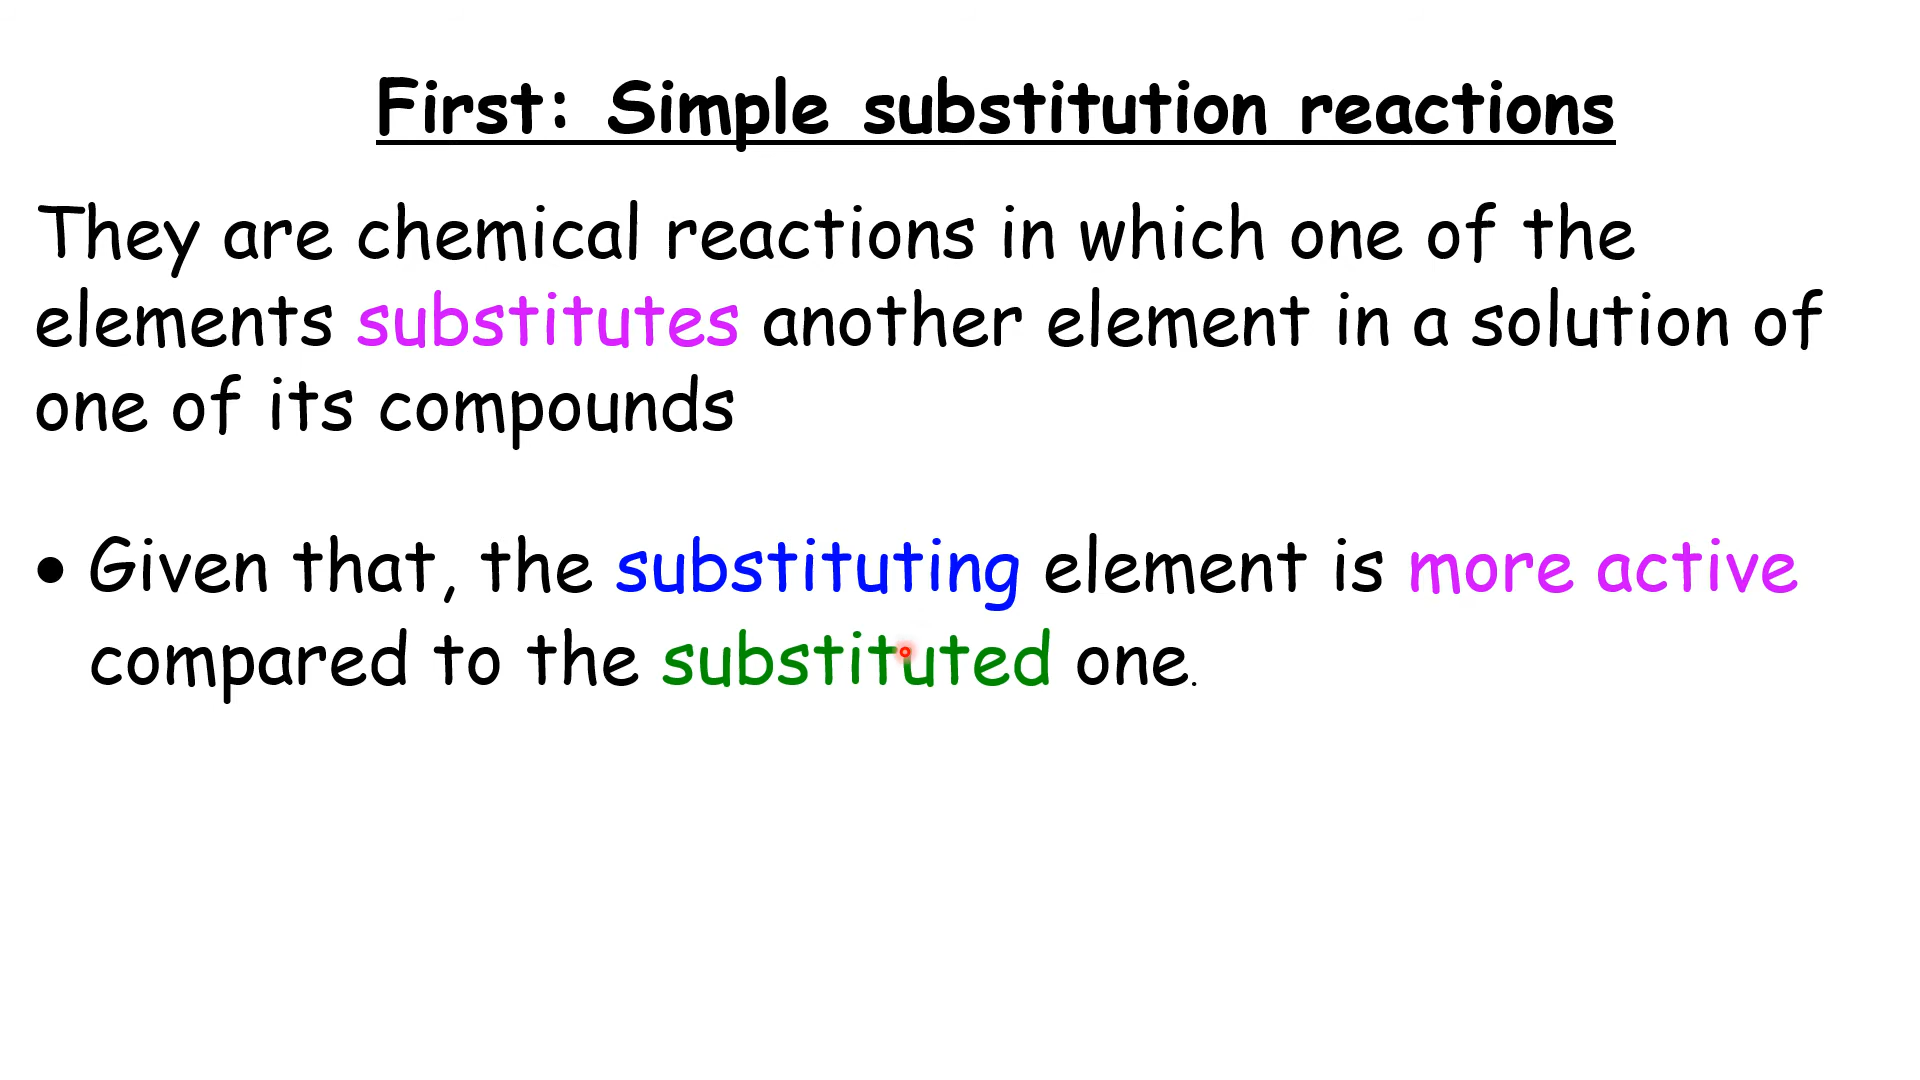 First: Simple substitution reactions
They are chemical reactions in which one of the
elements substitutes another element in a solution of
one of its compounds
• Given that, the substituting element is more active
compared to the substituted one.